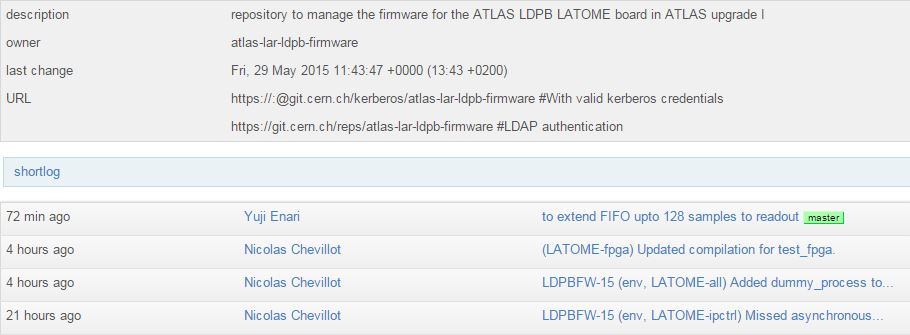 description repository to manage the firmware for the ATLAS LDPB LATOME board in ATLAS upgrade I
owner atlas-lar-ldpb-firmware
last change Fri, 29 May 2015 11:43:47 +0000 (13:43 +0200)
URL https://:@git.cern.ch/kerberos/atlas-lar-ldpb-firmware #With valid kerberos credentials
https://git.cern.ch/reps/atlas-lar-ldpb-firmware #LDAP authentication
shortlog
72 min ago Yuji Enari to extend FIFO upto 128 samples to readout master
4 hours ago Nicolas Chevillot (LATOME-fpga) Updated compilation for test_fpga.
4 hours ago Nicolas Chevillot LDPBFW-15 (env, LATOME-all) Added dummy_process to...
21 hours ago Nicolas Chevillot LDPBFW-15 (env, LATOME-ipctrl) Missed asynchronous...